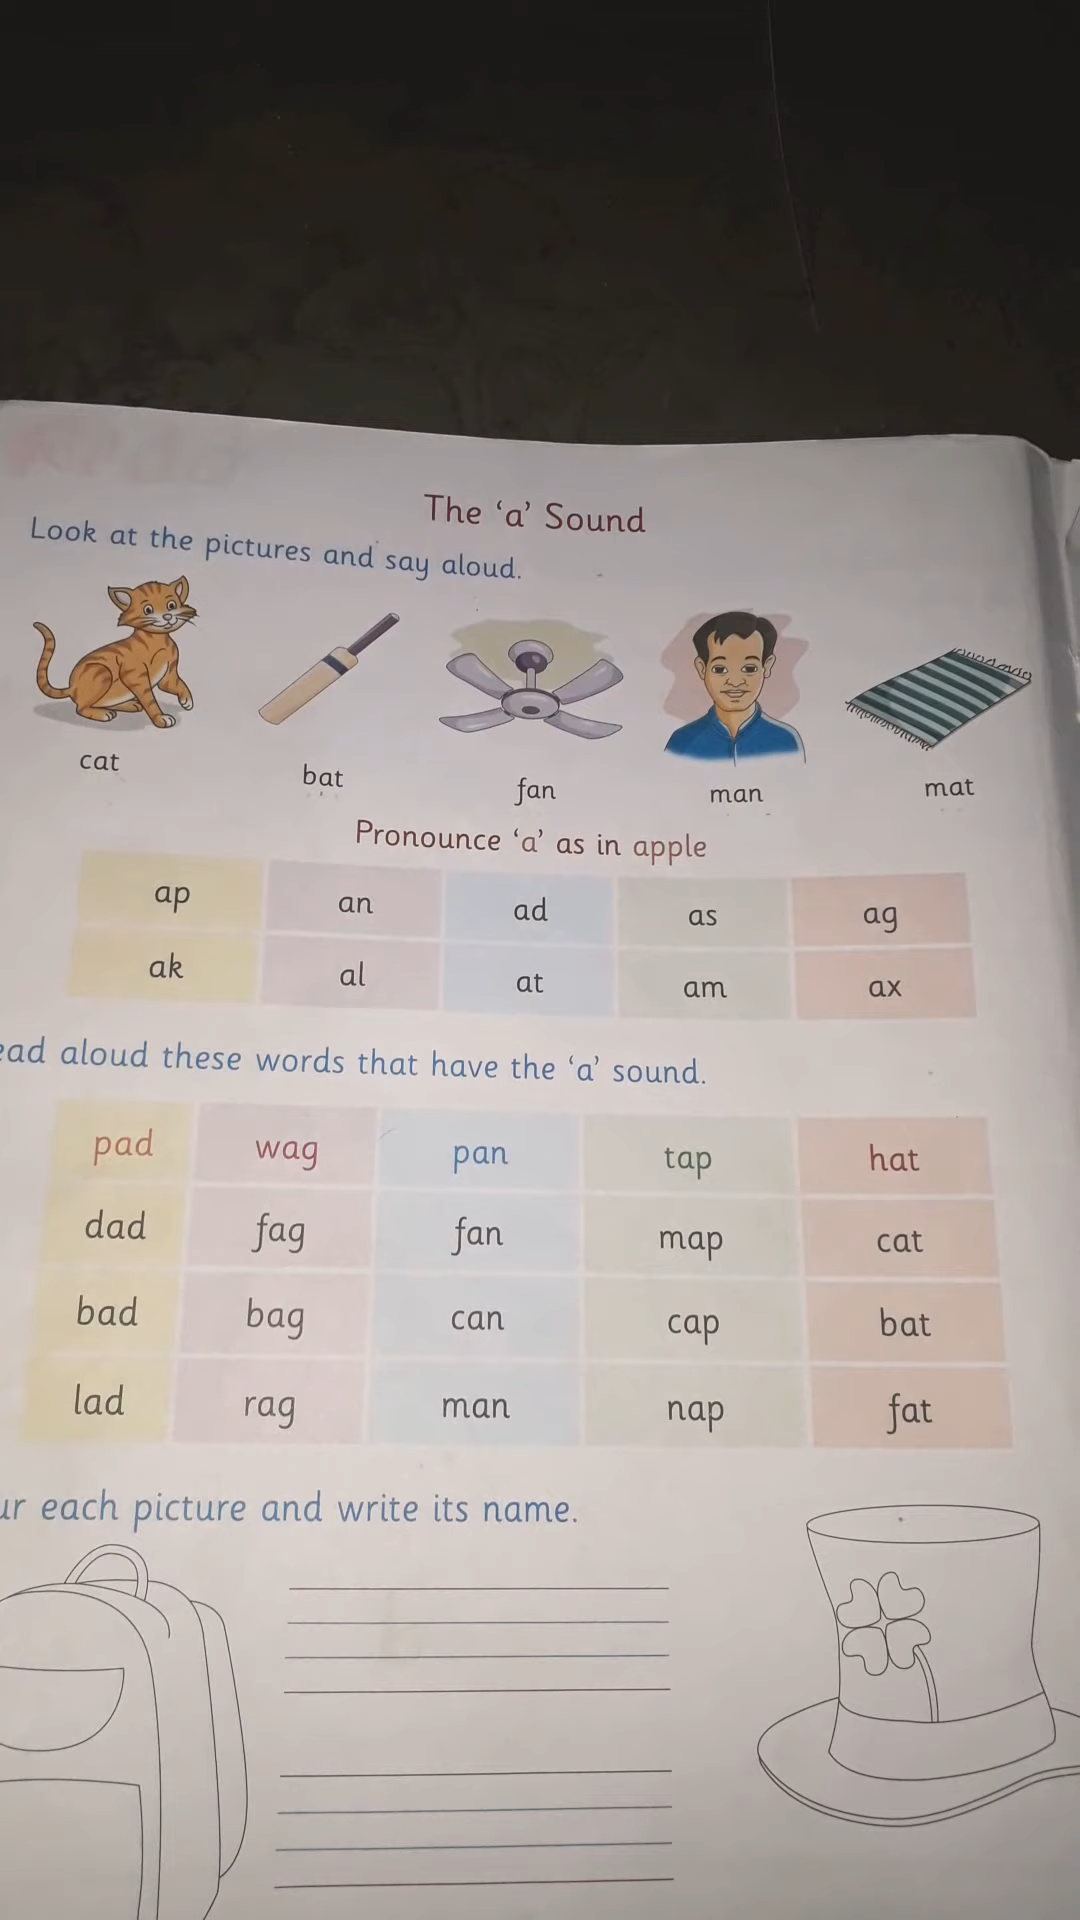 The ‘a’ Sound
Look at the pictures and say aloud.
cat bat fan man mat
Pronounce ‘a’ as in apple
ap an ad as ag
ak al at am ax
aloud these words that have the ‘a’ sound.
pad wag pan tap hat
dad fag fan map cat
bad bag can cap bat
lad rag man nap fat
each picture and write its name.